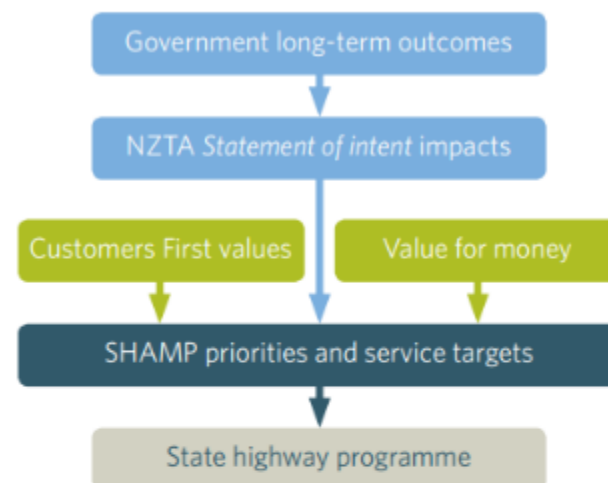 Government long-term outcomes
NZTA Statement of intent impacts
Customers First values
Value for money
SHAMP priorities and service targets
State highway programme